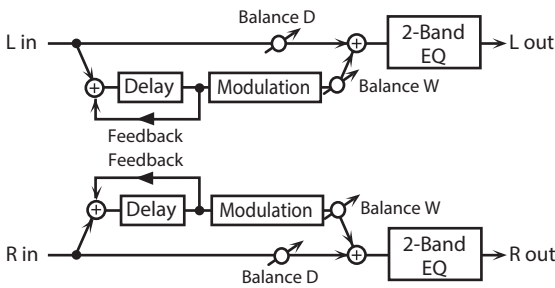 Balance D
L in
+
2-Band
EQ
L out
+
Delay
Modulation
Balance W
Feedback
Feedback
+
Delay
Modulation
Balance W
R in
+
2-Band
EQ
R out
Balance D